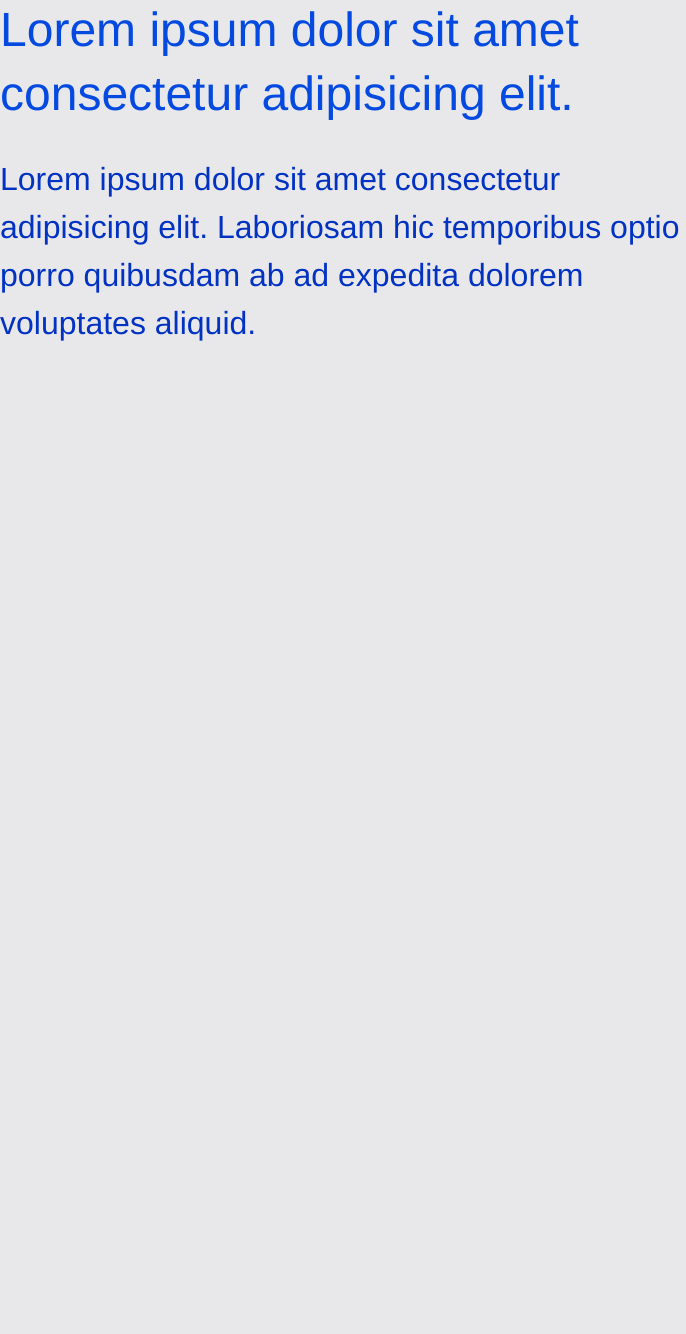 Lorem ipsum dolor sit amet
consectetur adipisicing elit.
Lorem ipsum dolor sit amet consectetur
adipisicing elit. Laboriosam hic temporibus optio
porro quibusdam ab ad expedita dolorem
voluptates aliquid.